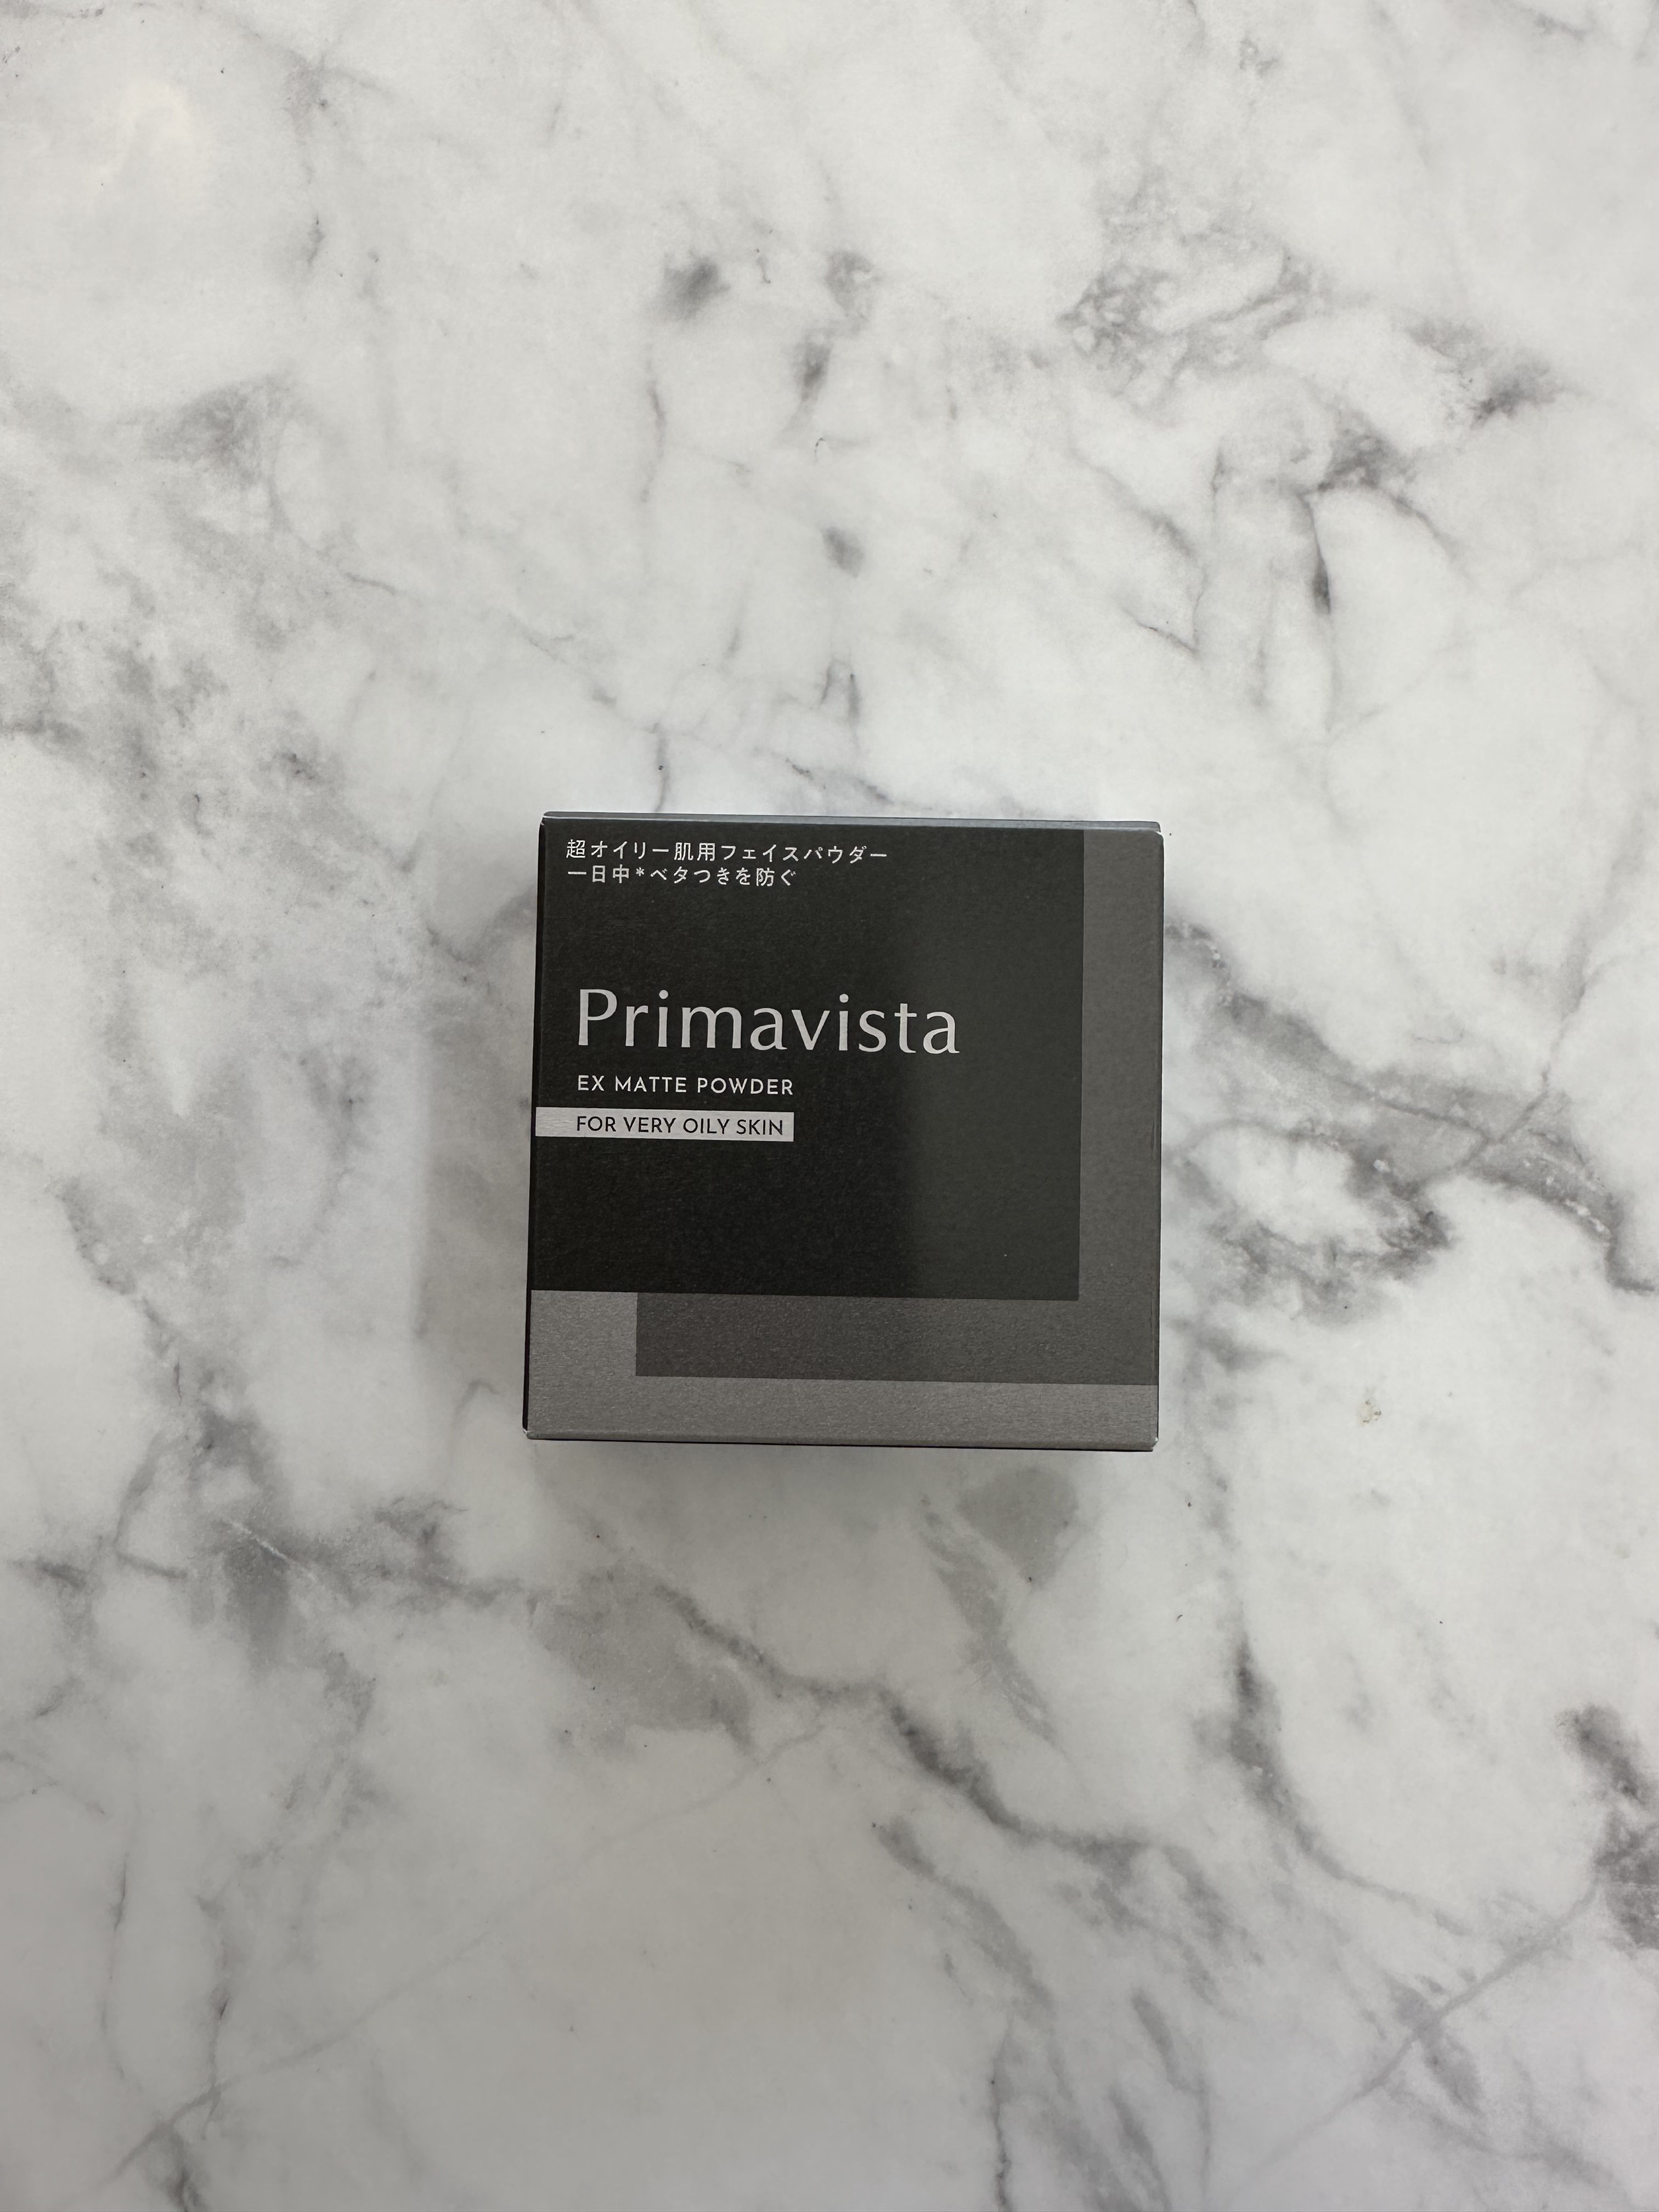 超オイリー肌用フェイスパウダー
一日中*ベタつきを防ぐ
Primavista
EX MATTE POWDER
FOR VERY OILY SKIN